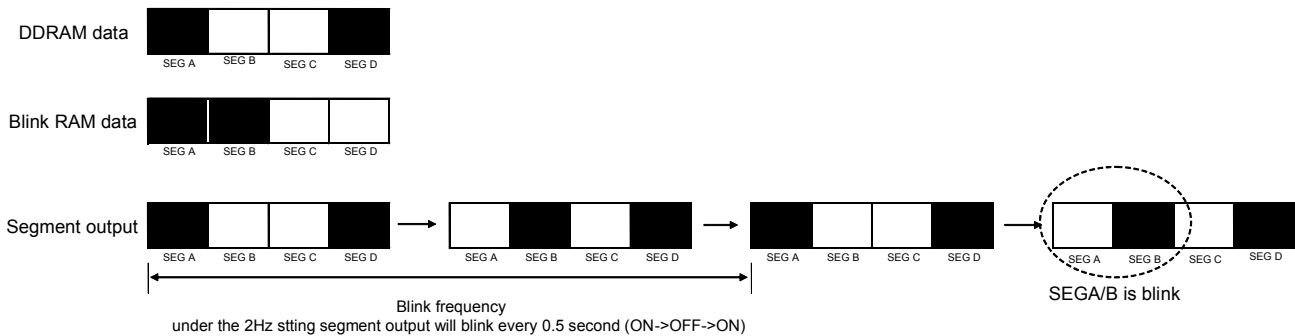 DDRAM data
SEG A SEG B SEG C SEG D
Blink RAM data
SEG A SEG B SEG C SEG D
Segment output
SEG A SEG B SEG C SEG D SEG A SEG B SEG C SEG D SEG A SEG B SEG C SEG D SEG A SEG B SEG C SEG D
Blink frequency
under the 2Hz stting segment output will blink every 0.5 second (ON->OFF->ON)
SEGA/B is blink